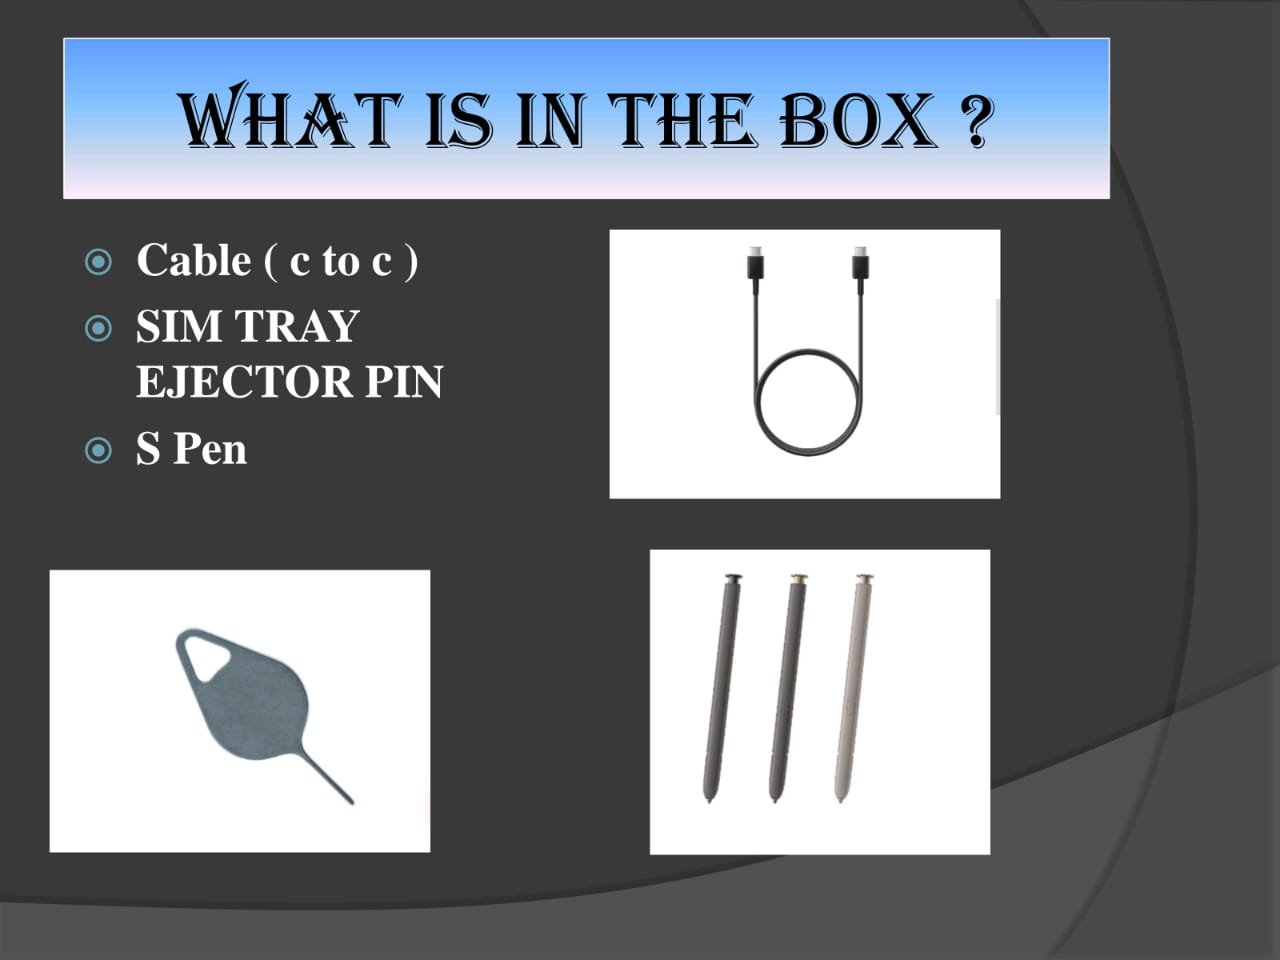 WHAT IS IN THE BOX ?
Cable ( c to c )
SIM TRAY
EJECTOR PIN
S Pen